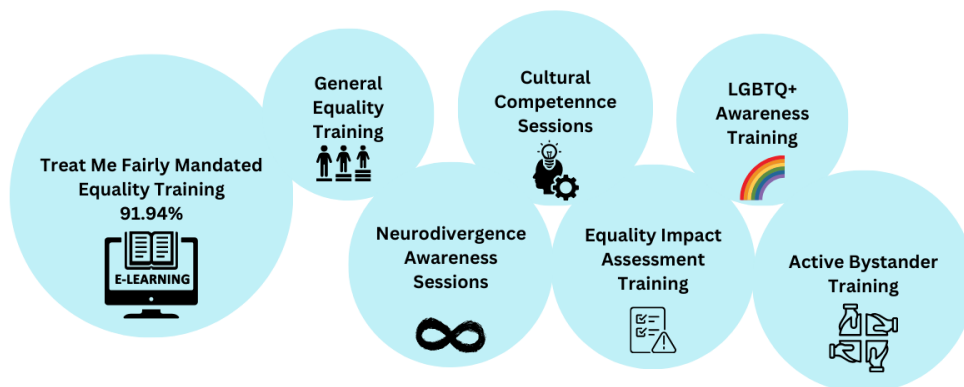 Treat Me Fairly Mandated
Equality Training
91.94%
E-LEARNING
General
Equality
Training
Neurodivergence
Awareness
Sessions
Cultural
Competennce
Sessions
Equality Impact
Assessment
Training
LGBTQ+
Awareness
Training
Active Bystander
Training